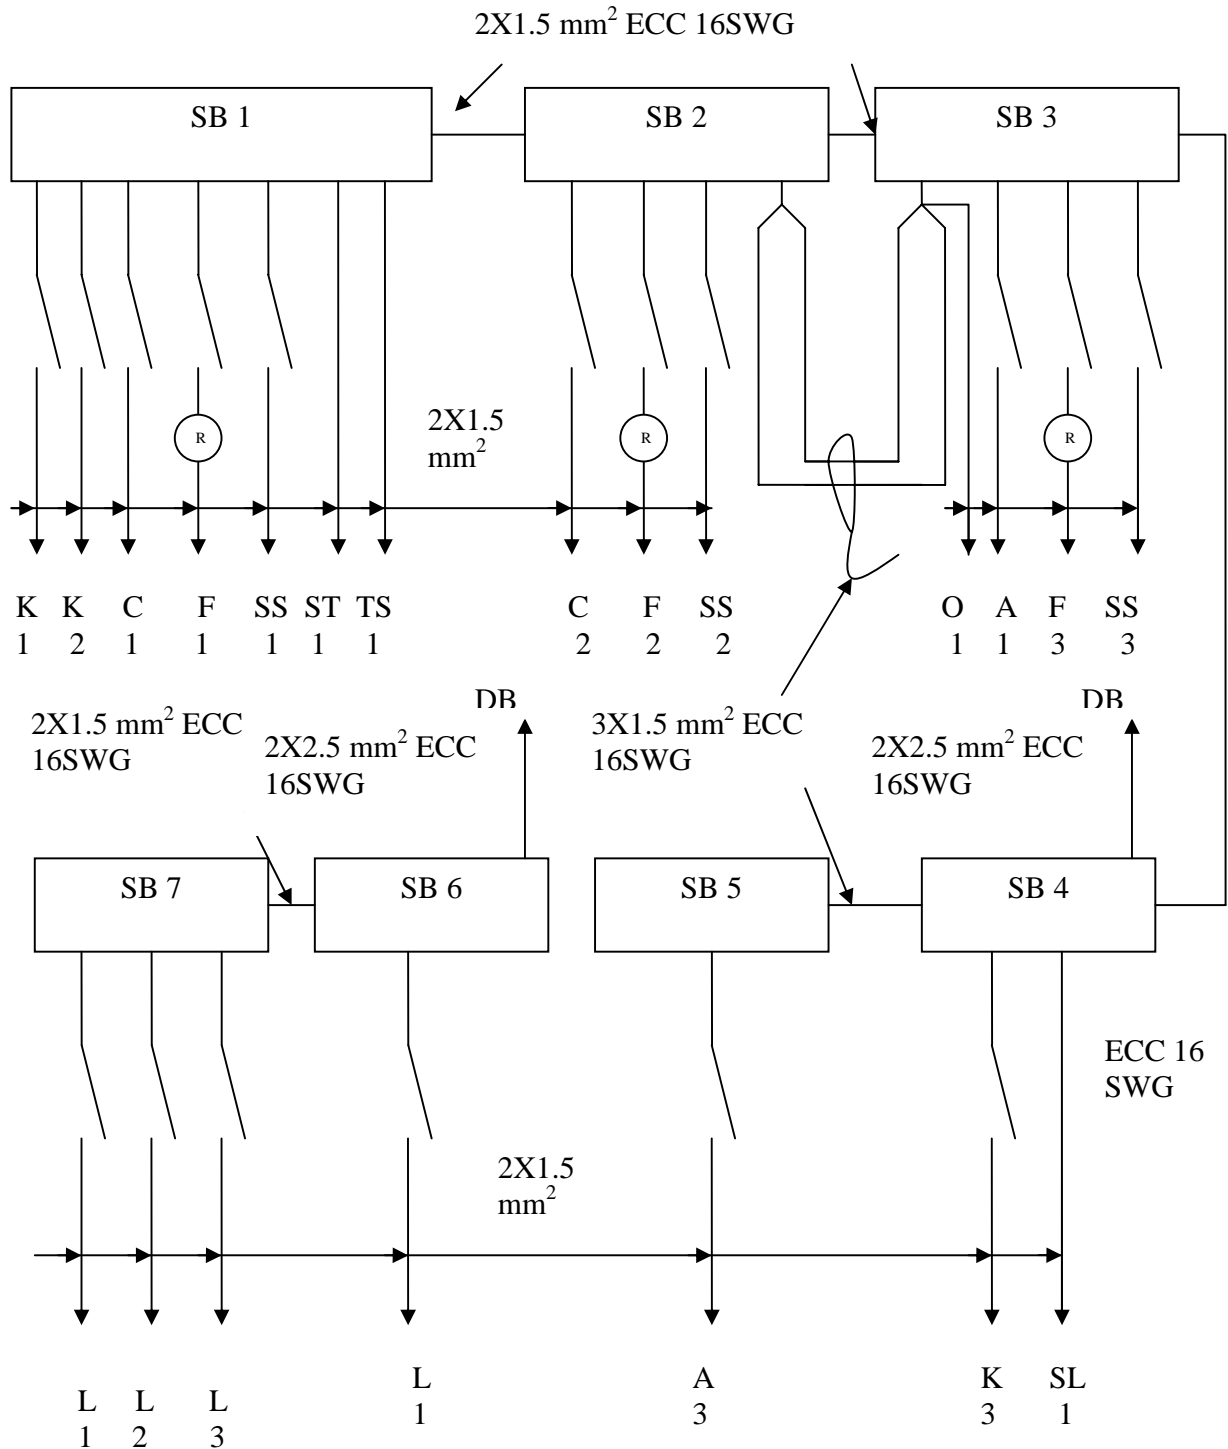 2X1.5 mm² ECC 16SWG
SB 1
SB 2
SB 3
2X1.5
mm²
R
R
R
K K C F SS ST TS
1 2 1 1 1 1 1
C F SS
2 2 2
O A F SS
1 1 3 3
DB
DB
2X1.5 mm² ECC
16SWG
2X2.5 mm² ECC
16SWG
3X1.5 mm² ECC
16SWG
2X2.5 mm² ECC
16SWG
SB 7
SB 6
SB 5
SB 4
ECC 16
SWG
2X1.5
mm²
L L L
1 2 3
L
1
A
3
K SL
3 1